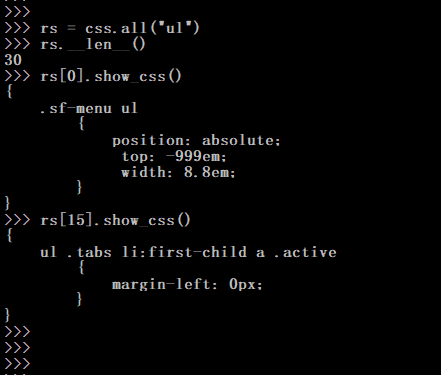 >>>
>>> rs = css.all("ul")
>>> rs.__len__()
30
>>> rs[0].show_css()
{
    .sf-menu ul
        {
            position: absolute;
             top: -999em;
             width: 8.8em;
        }
}
>>> rs[15].show_css()
{
    ul .tabs li:first-child a .active
        {
            margin-left: 0px;
        }
}
>>>
>>>
>>>